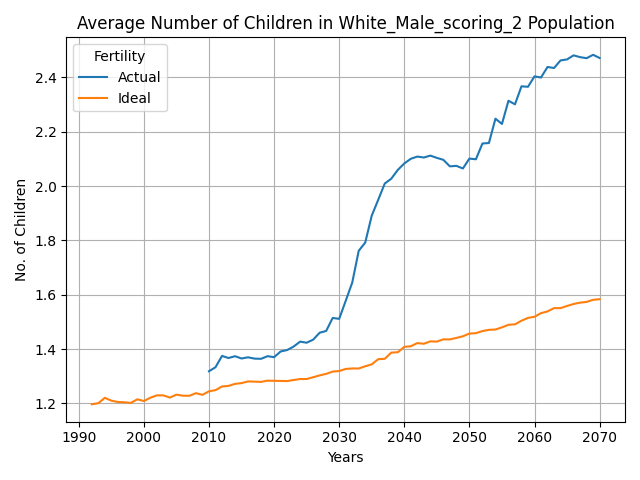 Average Number of Children in White_Male_scoring_2 Population
Fertility
Actual
Ideal
No. of Children
2.4
2.2
2.0
1.8
1.6
1.4
1.2
1990 2000 2010 2020 2030 2040 2050 2060 2070
Years